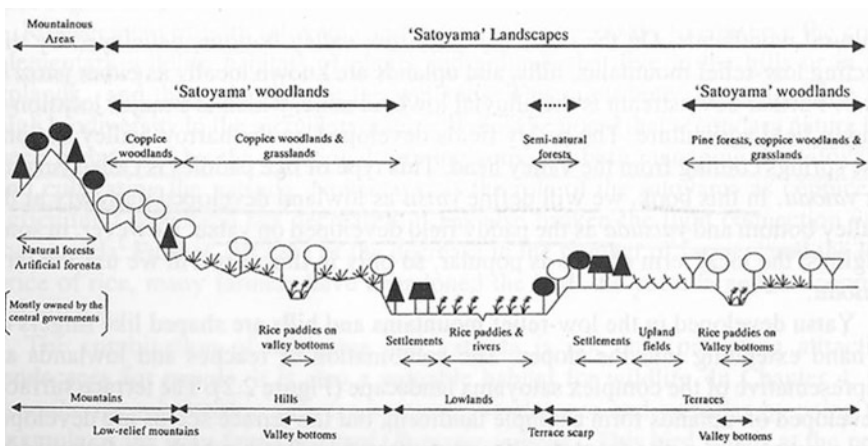 Mountainous
Areas
'Satoyama' Landscapes
'Satoyama' woodlands
'Satoyama' woodlands
Coppice
woodlands
Coppice woodlands &
grasslands
Semi-natural
forests
Pine forests, coppice woodlands &
grasslands
Natural forests
Artificial forests
Mostly owned by the
central governments
Rice paddies on
valley bottoms
Settlements
Rice paddies &
rivers
Settlements
Upland
fields
Rice paddies on
valley bottoms
Mountains
Hills
Lowlands
Terraces
Low-relief mountains
Valley bottoms
Terrace scarp
Valley bottoms